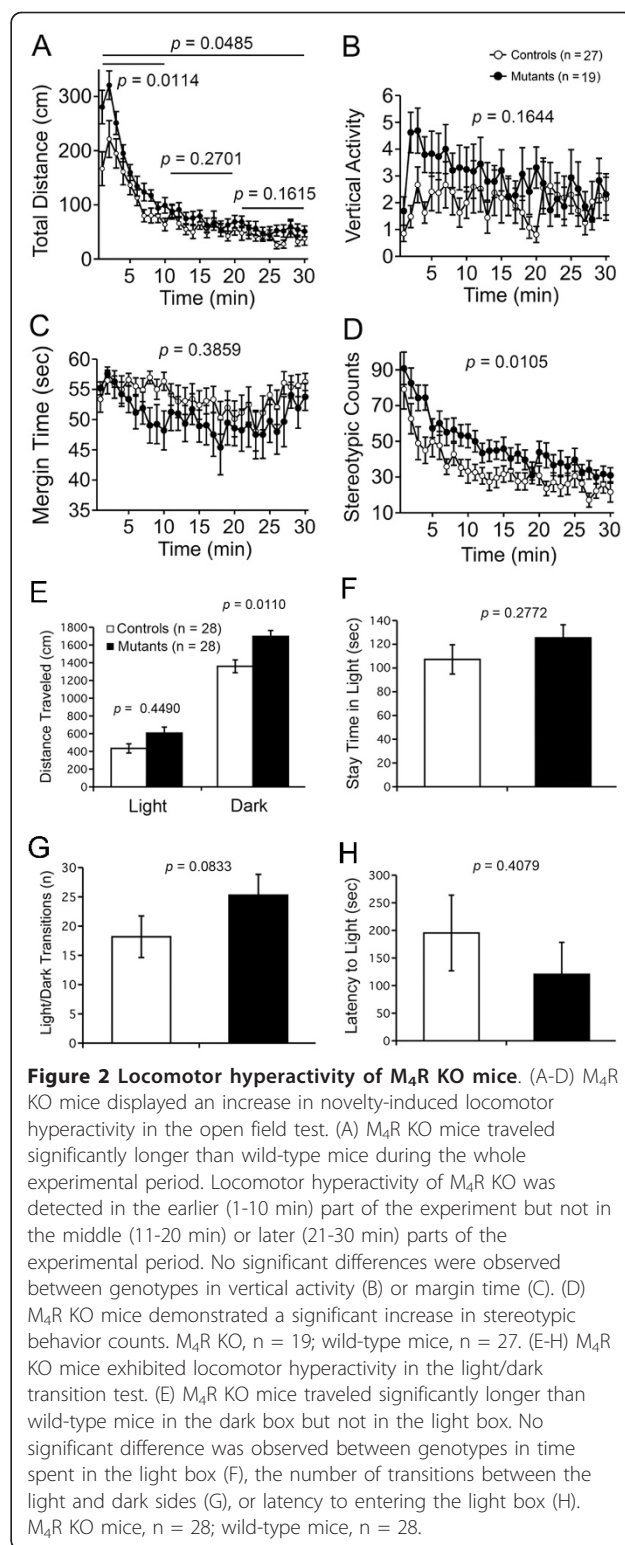 A
p = 0.0485
p = 0.0114
p = 0.2701
p = 0.1615
300
200
100
0
Total Distance (cm)
5 10 15 20 25 30
Time (min)
B
Controls (n = 27)
Mutants (n = 19)
p = 0.1644
6
5
4
3
2
1
0
Vertical Activity
5 10 15 20 25 30
Time (min)
C
p = 0.3859
60
55
50
45
40
35
Mergin Time (sec)
5 10 15 20 25 30
Time (min)
D
p = 0.0105
90
70
50
30
10
Stereotypic Counts
5 10 15 20 25 30
Time (min)
E
p = 0.0110
Controls (n = 28)
Mutants (n = 28)
p = 0.4490
1800
1600
1400
1200
1000
800
600
400
200
0
Distance Traveled (cm)
Light Dark
F
p = 0.2772
140
120
100
80
60
40
20
0
Stay Time in Light (sec)
G
p = 0.0833
30
25
20
15
10
5
0
Light/Dark Transitions (n)
H
p = 0.4079
300
250
200
150
100
50
0
Latency to Light (sec)
Figure 2 Locomotor hyperactivity of M₄R KO mice. (A-D) M₄R
KO mice displayed an increase in novelty-induced locomotor
hyperactivity in the open field test. (A) M₄R KO mice traveled
significantly longer than wild-type mice during the whole
experimental period. Locomotor hyperactivity of M₄R KO was
detected in the earlier (1-10 min) part of the experiment but not in
the middle (11-20 min) or later (21-30 min) parts of the
experimental period. No significant differences were observed
between genotypes in vertical activity (B) or margin time (C). (D)
M₄R KO mice demonstrated a significant increase in stereotypic
behavior counts. M₄R KO, n = 19; wild-type mice, n = 27. (E-H) M₄R
KO mice exhibited locomotor hyperactivity in the light/dark
transition test. (E) M₄R KO mice traveled significantly longer than
wild-type mice in the dark box but not in the light box. No
significant difference was observed between genotypes in time
spent in the light box (F), the number of transitions between the
light and dark sides (G), or latency to entering the light box (H).
M₄R KO mice, n = 28; wild-type mice, n = 28.